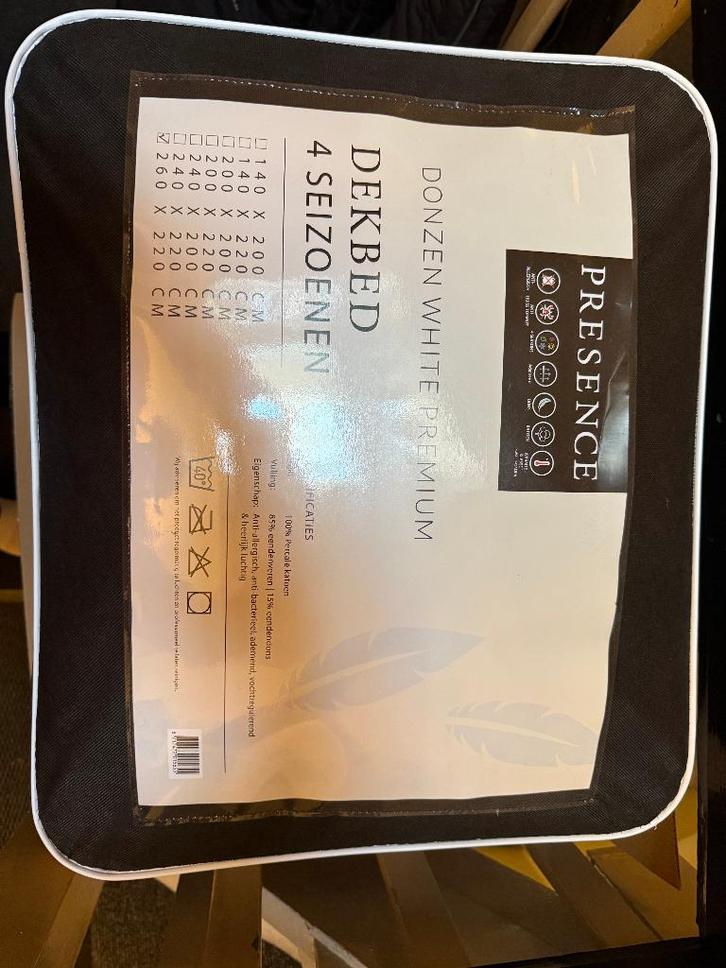 PRESENCE
DONZEN WHITE PREMIUM
DEKBED
4 SEIZOENEN
☐ 140 X 200 CM
☐ 140 X 220 CM
☐ 200 X 200 CM
☐ 200 X 220 CM
☐ 240 X 200 CM
☐ 240 X 220 CM
☑ 260 X 220 CM
100% Percale katoen
Vulling: 85% eendenveren | 15% eendendons
Eigenschap: Anti-allergisch, anti-bacterieel, ademend, vochtregulerend
& heerlijk luchtig
40°